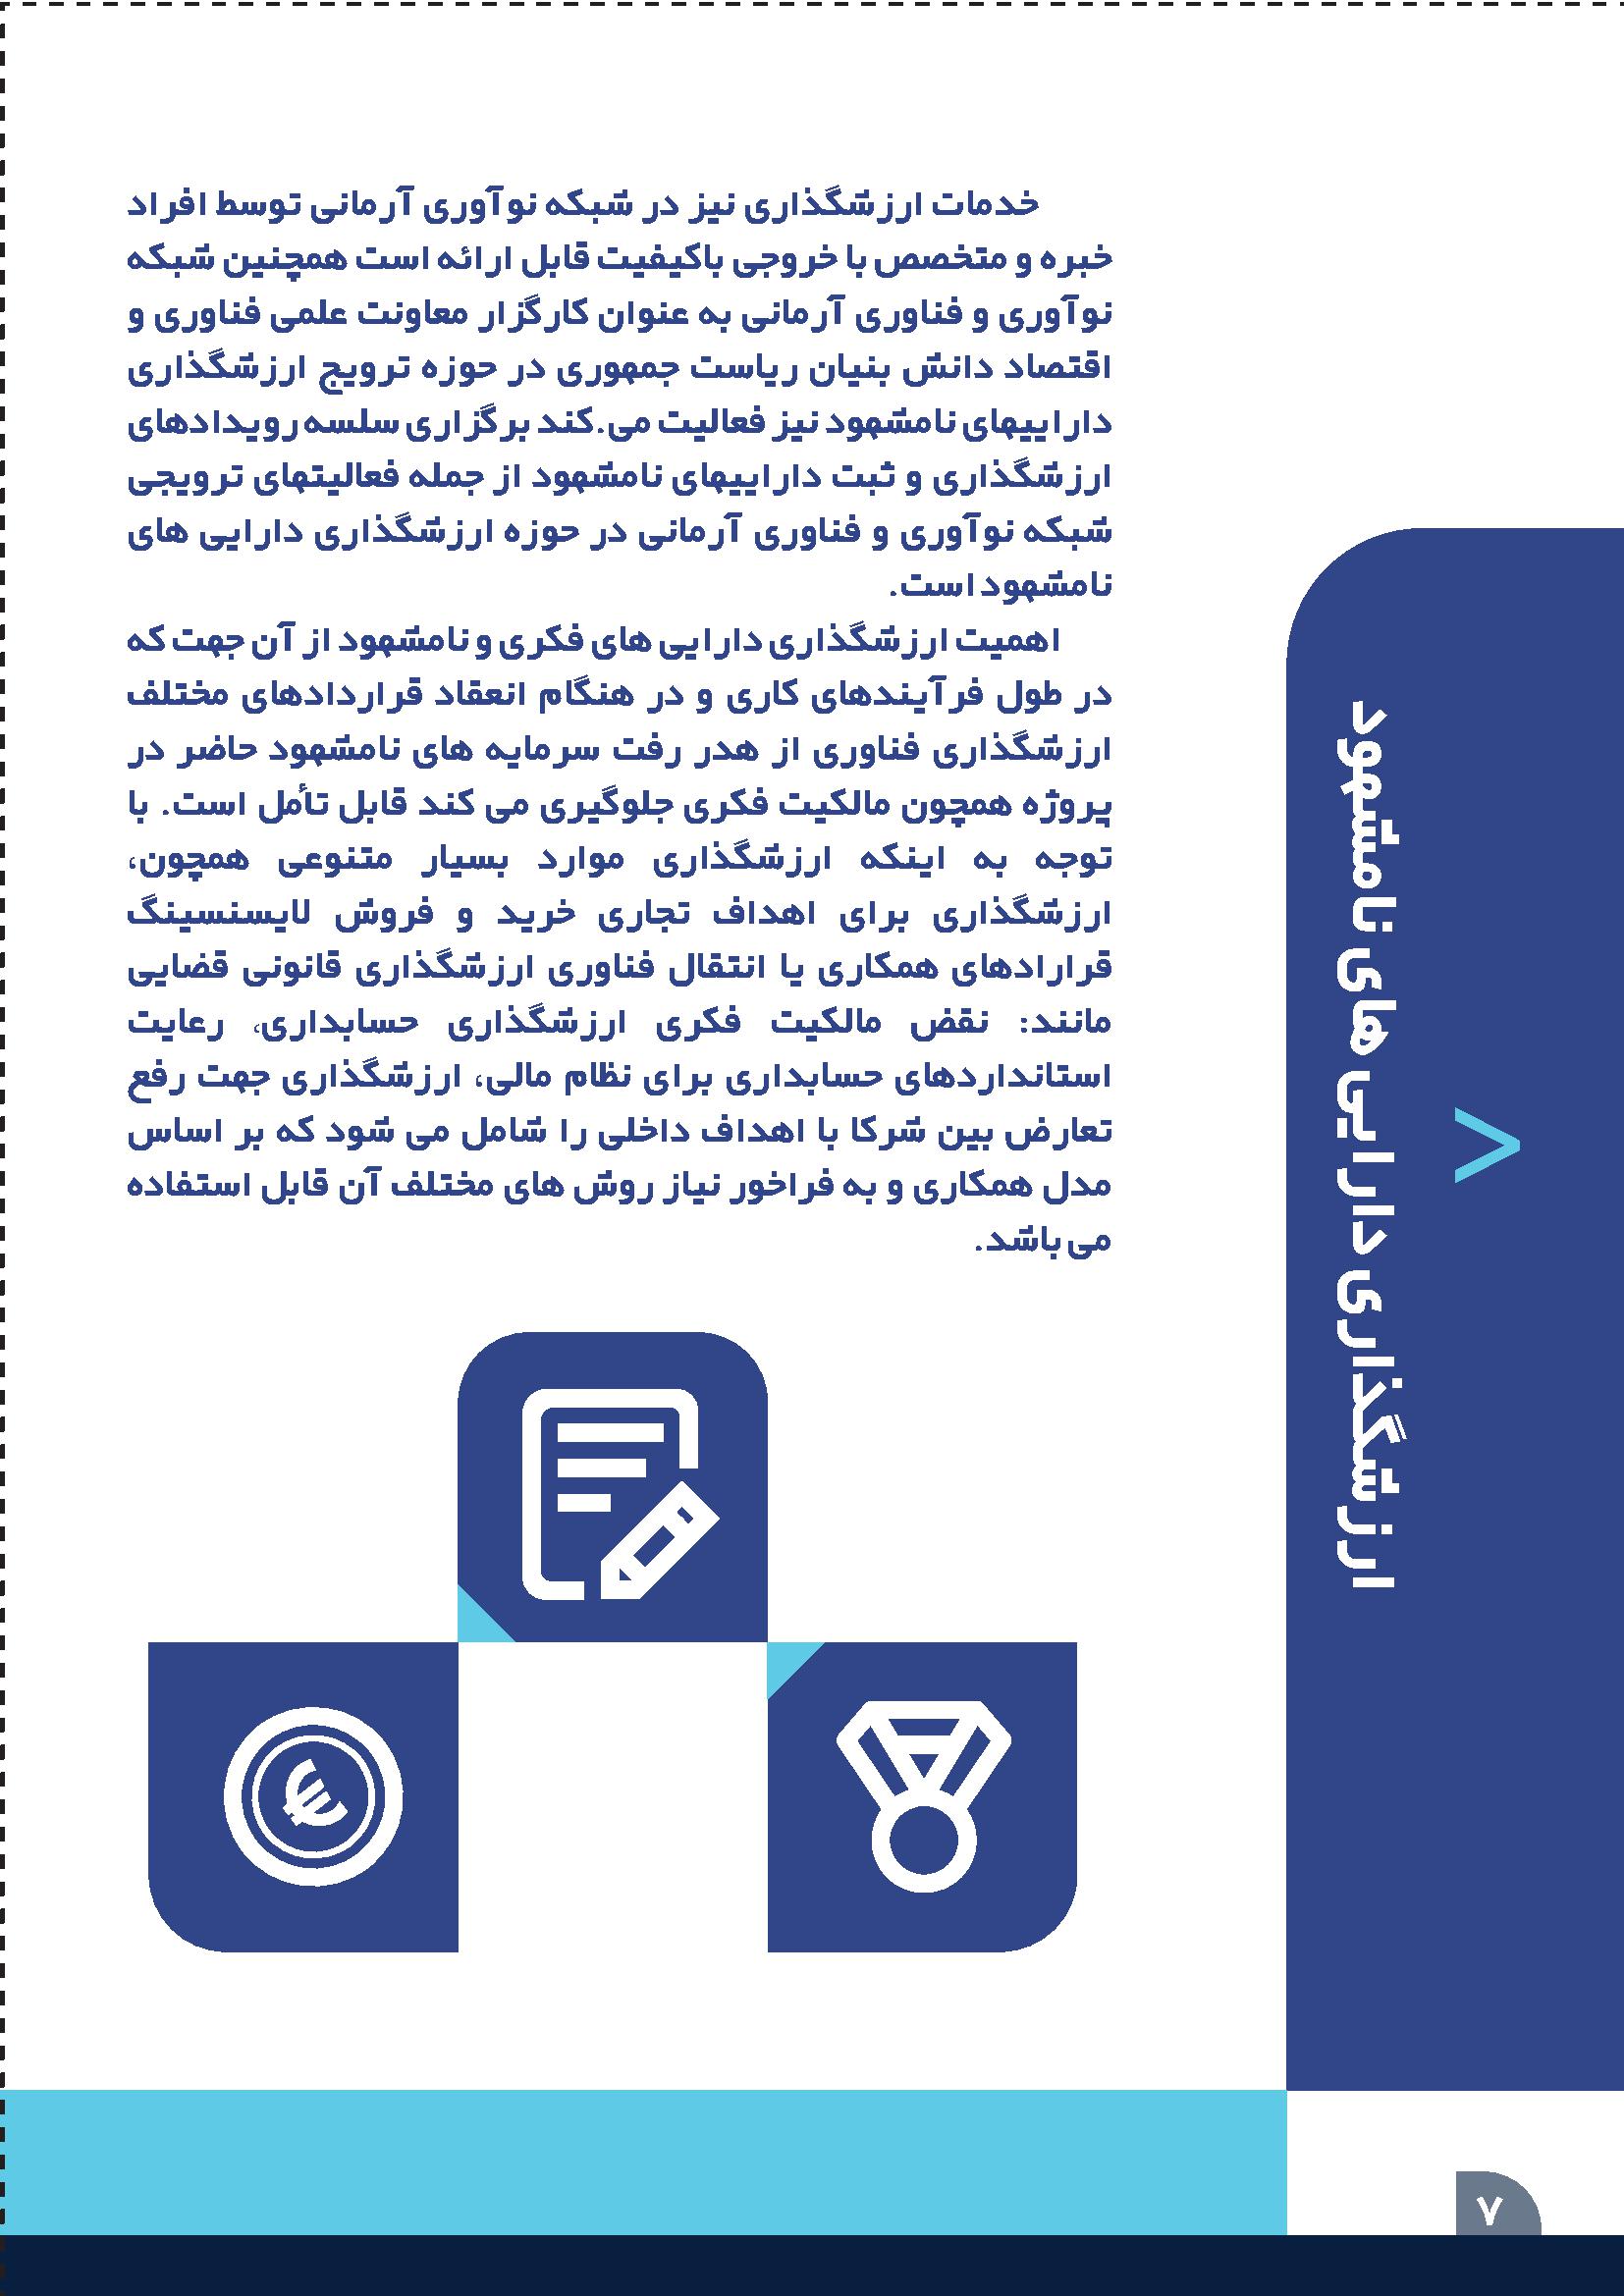 ارزشگذاری دارایی های نامشهود
خدمات ارزشگذاری نیز در شبکه نوآوری آرمانی توسط افراد
خبره و متخصص با خروجی باکیفیت قابل ارائه است همچنین شبکه
نوآوری و فناوری آرمانی به عنوان کارگزار معاونت علمی فناوری و
اقتصاد دانش بنیان ریاست جمهوری در حوزه ترویج ارزشگذاری
داراییهای نامشهود نیز فعالیت می.کند برگزاری سلسه رویدادهای
ارزشگذاری و ثبت داراییهای نامشهود از جمله فعالیتهای ترویجی
شبکه نوآوری و فناوری آرمانی در حوزه ارزشگذاری دارایی های
نامشهود است.
اهمیت ارزشگذاری دارایی های فکری و نامشهود از آن جهت که
در طول فرآیندهای کاری و در هنگام انعقاد قراردادهای مختلف
ارزشگذاری فناوری از هدر رفت سرمایه های نامشهود حاضر در
پروژه همچون مالکیت فکری جلوگیری می کند قابل تأمل است. با
توجه به اینکه ارزشگذاری موارد بسیار متنوعی همچون،
ارزشگذاری برای اهداف تجاری خرید و فروش لایسنسینگ
قرارادهای همکاری یا انتقال فناوری ارزشگذاری قانونی قضایی
مانند: نقض مالکیت فکری ارزشگذاری حسابداری، رعایت
استانداردهای حسابداری برای نظام مالی، ارزشگذاری جهت رفع
تعارض بین شرکا با اهداف داخلی را شامل می شود که بر اساس
مدل همکاری و به فراخور نیاز روش های مختلف آن قابل استفاده
می باشد.
۷